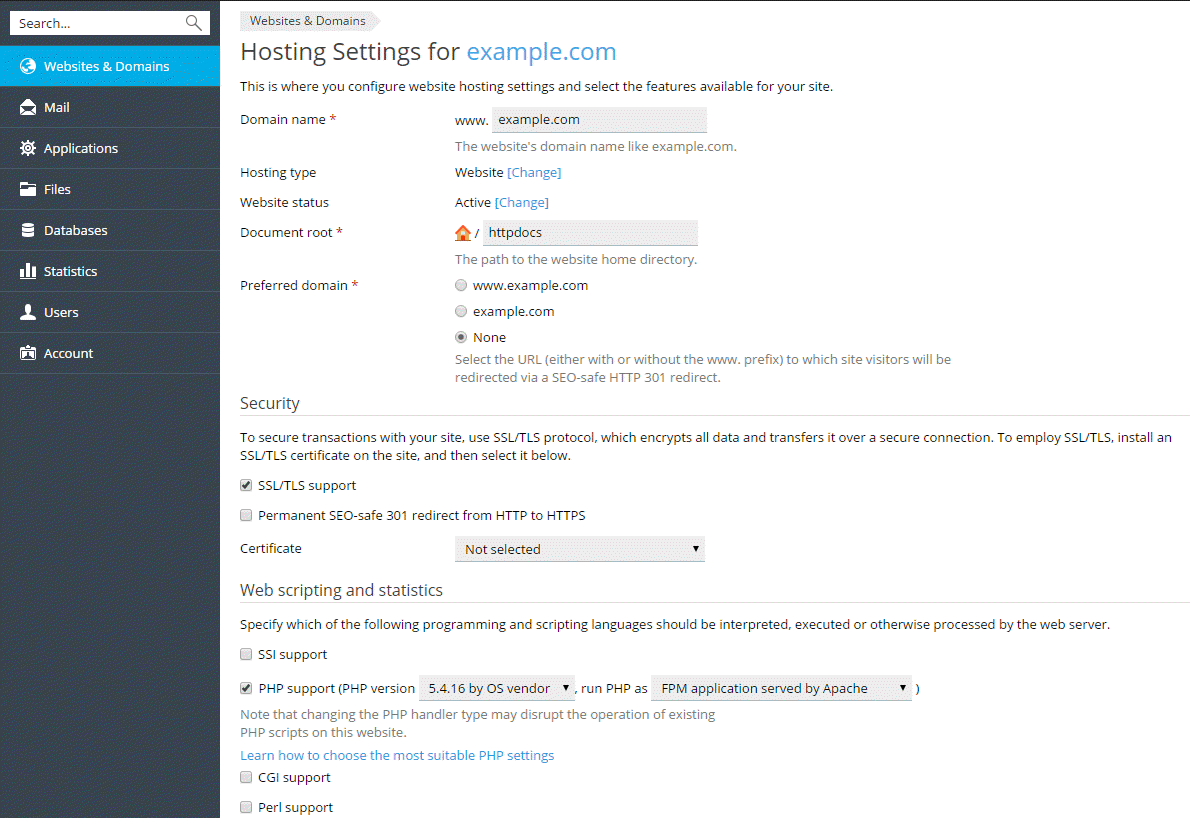 Search...
Websites & Domains
Mail
Applications
Files
Databases
Statistics
Users
Account
Websites & Domains
Hosting Settings for example.com
This is where you configure website hosting settings and select the features available for your site.
Domain name * www. example.com
The website's domain name like example.com.
Hosting type Website [Change]
Website status Active [Change]
Document root * / httpdocs
The path to the website home directory.
Preferred domain * www.example.com
example.com
None
Select the URL (either with or without the www. prefix) to which site visitors will be
redirected via a SEO-safe HTTP 301 redirect.
Security
To secure transactions with your site, use SSL/TLS protocol, which encrypts all data and transfers it over a secure connection. To employ SSL/TLS, install an
SSL/TLS certificate on the site, and then select it below.
SSL/TLS support
Permanent SEO-safe 301 redirect from HTTP to HTTPS
Certificate Not selected
Web scripting and statistics
Specify which of the following programming and scripting languages should be interpreted, executed or otherwise processed by the web server.
SSI support
PHP support (PHP version 5.4.16 by OS vendor , run PHP as FPM application served by Apache )
Note that changing the PHP handler type may disrupt the operation of existing
PHP scripts on this website.
Learn how to choose the most suitable PHP settings
CGI support
Perl support